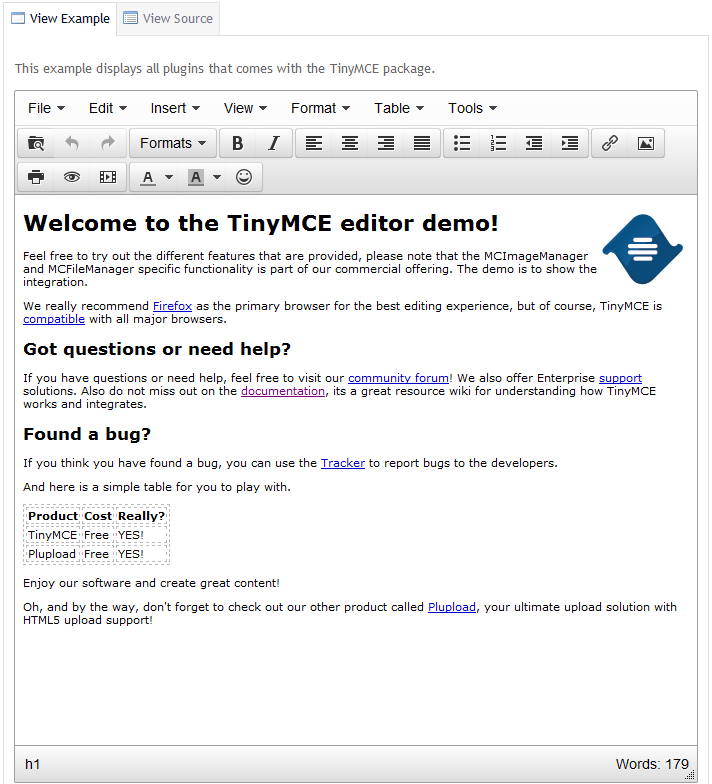 View Example View Source
This example displays all plugins that comes with the TinyMCE package.
File Edit Insert View Format Table Tools
Formats B I
A A
Welcome to the TinyMCE editor demo!
Feel free to try out the different features that are provided, please note that the MCImageManager
and MCFileManager specific functionality is part of our commercial offering. The demo is to show the
integration.
We really recommend Firefox as the primary browser for the best editing experience, but of course, TinyMCE is
compatible with all major browsers.
Got questions or need help?
If you have questions or need help, feel free to visit our community forum! We also offer Enterprise support
solutions. Also do not miss out on the documentation, its a great resource wiki for understanding how TinyMCE
works and integrates.
Found a bug?
If you think you have found a bug, you can use the Tracker to report bugs to the developers.
And here is a simple table for you to play with.
Product Cost Really?
TinyMCE Free YES!
Plupload Free YES!
Enjoy our software and create great content!
Oh, and by the way, don't forget to check out our other product called Plupload, your ultimate upload solution with
HTML5 upload support!
h1 Words: 179